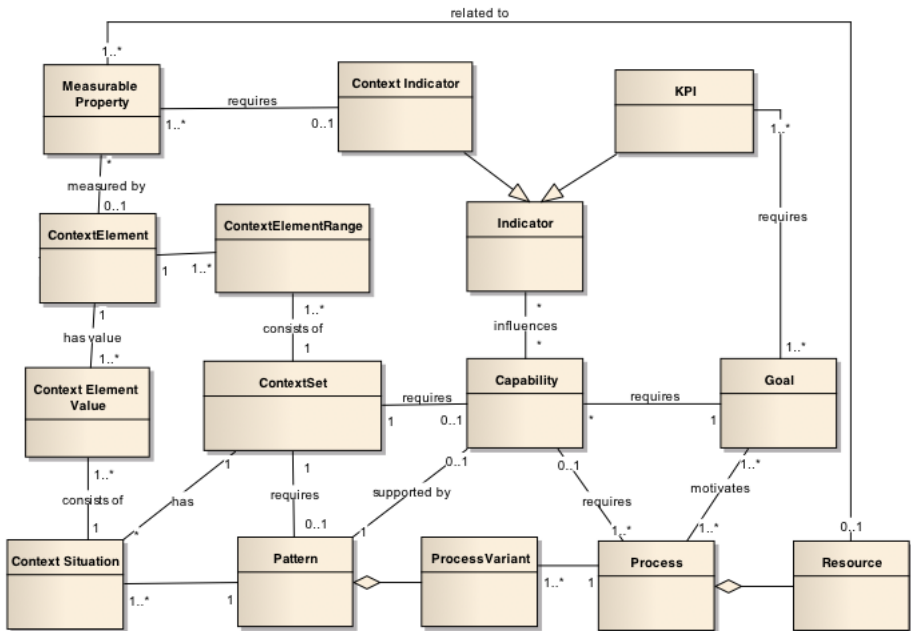 related to
1..*
Measurable
Property
requires
1..*
0..1
Context Indicator
KPI
1..*
*
measured by
0..1
ContextElement
ContextElementRange
Indicator
requires
1
1..*
1
has value
1..*
1..*
consists of
1
*
influences
*
1..*
Context Element
Value
ContextSet
Capability
Goal
requires
1
0..1
requires
*
1
1..*
consists of
1
1
has
*
1
requires
0..1
0..1
supported by
1
0..1
requires
1..*
1..*
motivates
1..*
0..1
Context Situation
Pattern
ProcessVariant
Process
Resource
1..*
1
1..*
1